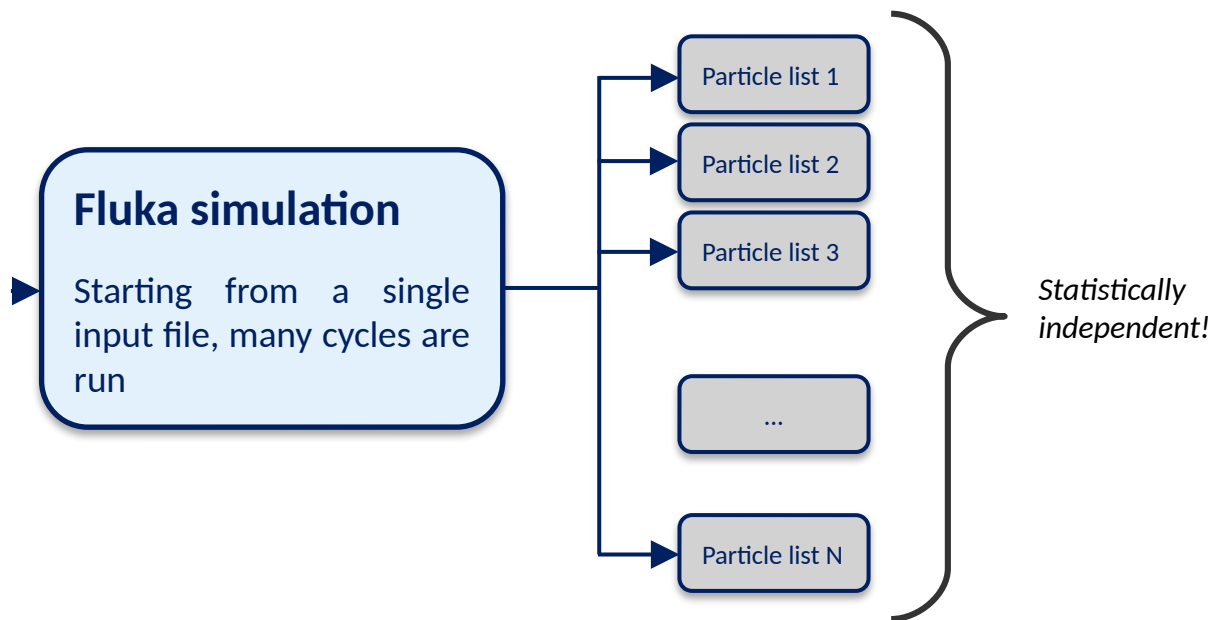 Fluka simulation
Starting from a single
input file, many cycles are
run
Particle list 1
Particle list 2
Particle list 3
...
Particle list N
Statistically
independent!